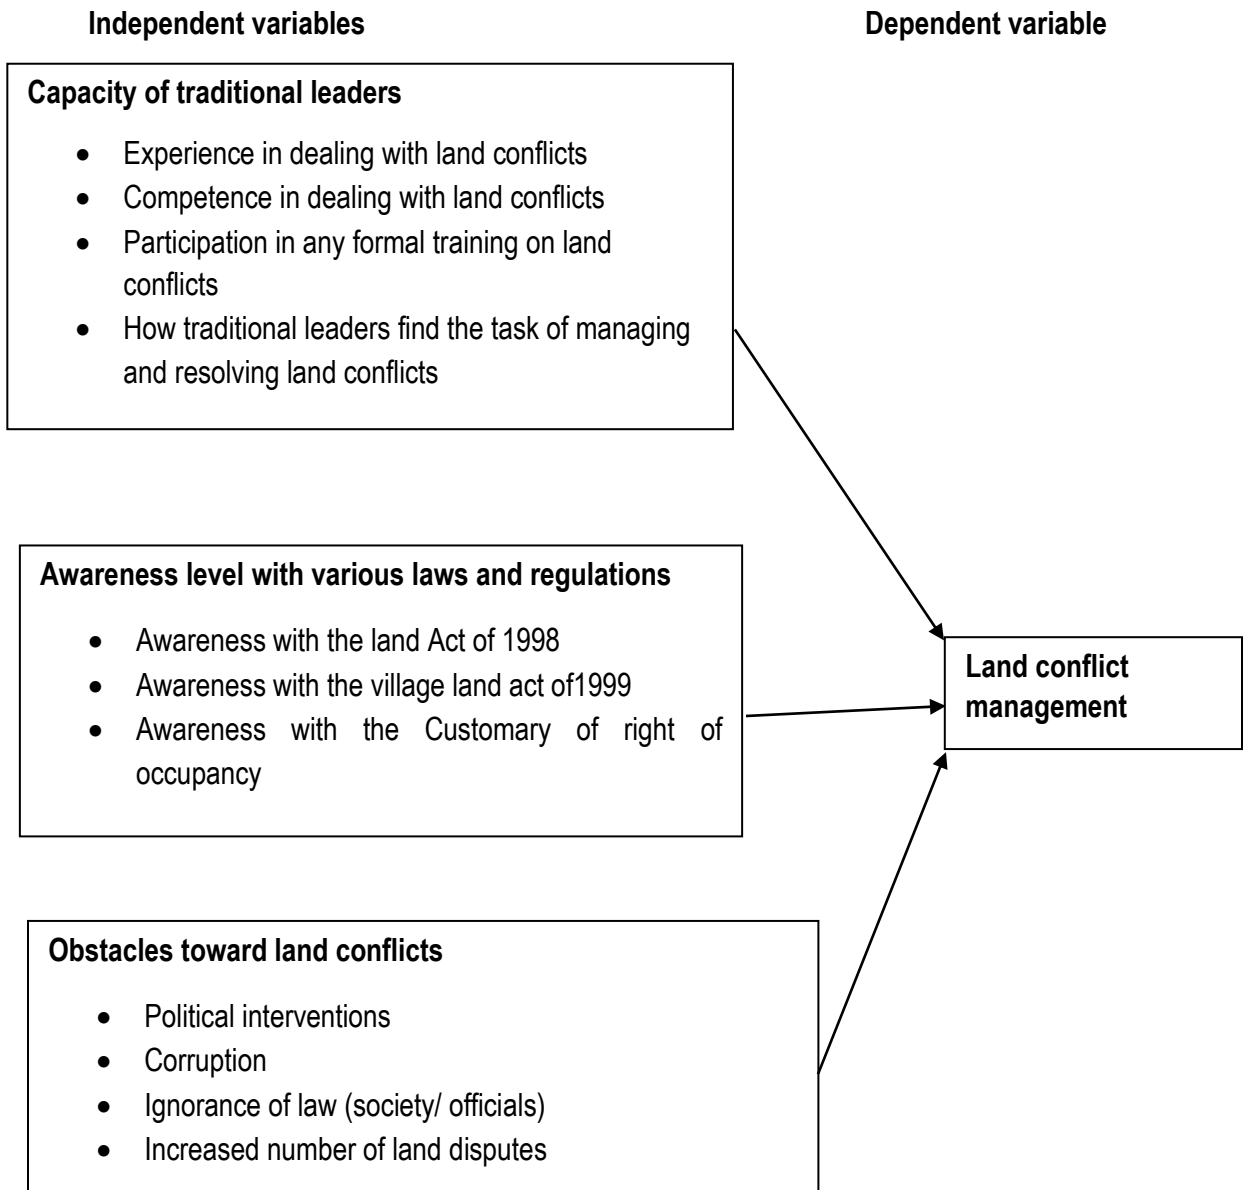 Independent variables
Dependent variable
Capacity of traditional leaders
• Experience in dealing with land conflicts
• Competence in dealing with land conflicts
• Participation in any formal training on land
conflicts
• How traditional leaders find the task of managing
and resolving land conflicts
Awareness level with various laws and regulations
• Awareness with the land Act of 1998
• Awareness with the village land act of1999
• Awareness with the Customary of right of
occupancy
Land conflict
management
Obstacles toward land conflicts
• Political interventions
• Corruption
• Ignorance of law (society/ officials)
• Increased number of land disputes